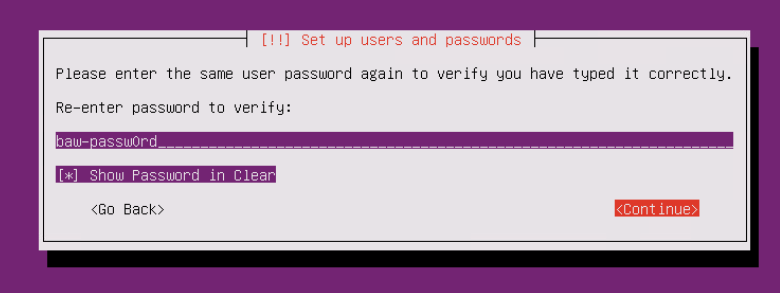 [!!] Set up users and passwords
Please enter the same user password again to verify you have typed it correctly.
Re-enter password to verify:
baw-passw0rd
[*] Show Password in Clear
<Go Back> <Continue>